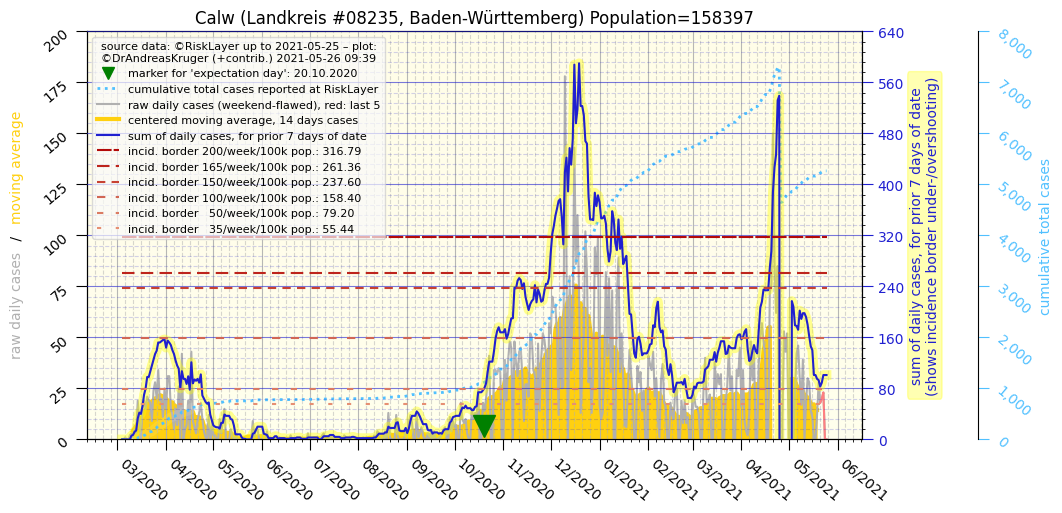 Calw (Landkreis #08235, Baden-Württemberg) Population=158397
source data: ©RiskLayer up to 2021-05-25 – plot:
©DrAndreasKruger (+contrib.) 2021-05-26 09:39
marker for 'expectation day': 20.10.2020
cumulative total cases reported at RiskLayer
raw daily cases (weekend-flawed), red: last 5
centered moving average, 14 days cases
sum of daily cases, for prior 7 days of date
incid. border 200/week/100k pop.: 316.79
incid. border 165/week/100k pop.: 261.36
incid. border 150/week/100k pop.: 237.60
incid. border 100/week/100k pop.: 158.40
incid. border 50/week/100k pop.: 79.20
incid. border 35/week/100k pop.: 55.44
raw daily cases / moving average
200
175
150
125
100
75
50
25
0
03/2020
04/2020
05/2020
06/2020
07/2020
08/2020
09/2020
10/2020
11/2020
12/2020
01/2021
02/2021
03/2021
04/2021
05/2021
06/2021
640
560
480
400
320
240
160
80
0
sum of daily cases, for prior 7 days of date
(shows incidence border under-/overshooting)
8,000
7,000
6,000
5,000
4,000
3,000
2,000
1,000
0
cumulative total cases